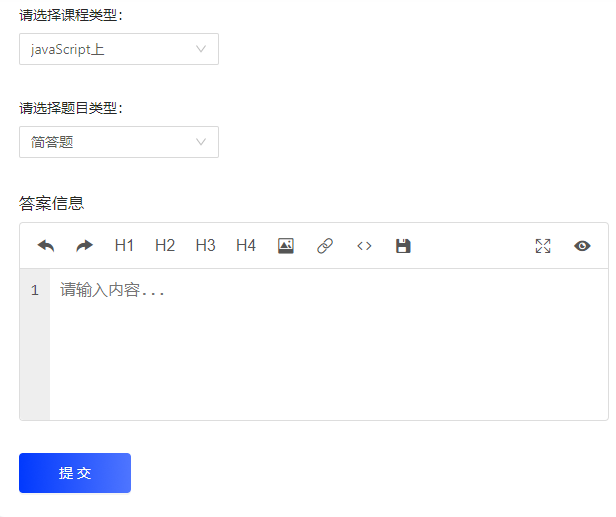 请选择课程类型:
javaScript上
请选择题目类型:
简答题
答案信息
H1 H2 H3 H4
1 请输入内容...
提 交